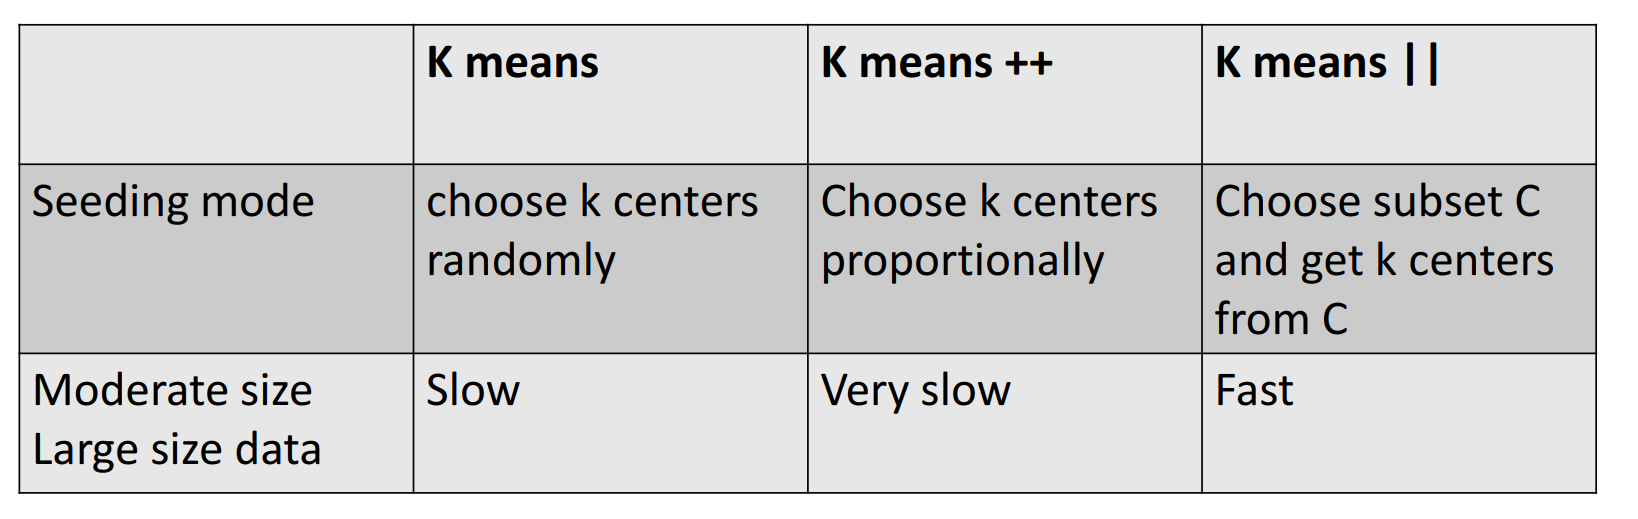 K means
K means ++
K means ||
Seeding mode
choose k centers
randomly
Choose k centers
proportionally
Choose subset C
and get k centers
from C
Moderate size
Large size data
Slow
Very slow
Fast